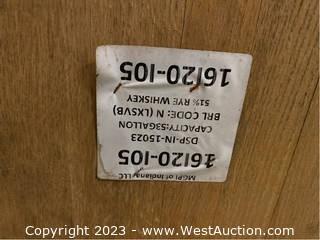 MGPI of Indiana, LLC
16120-105
DSP-IN-15023
CAPACITY:53GALLON
BRL CODE: N (LXSVB)
51% RYE WHISKEY
16120-105
Copyright 2023 - www.WestAuction.com